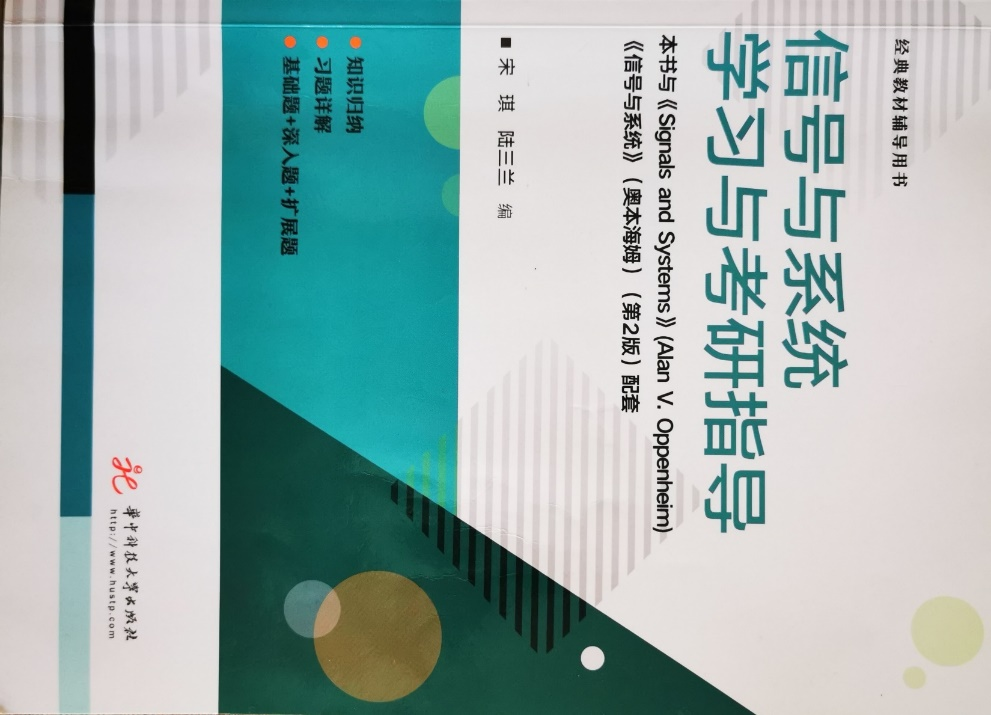 经典教材辅导用书
信号与系统
学习与考研指导
本书与《Signals and Systems》(Alan V. Oppenheim)
《信号与系统》（奥本海姆）（第2版）配套
■ 宋 琪 陆三兰 编
● 知识归纳
● 习题详解
● 基础题+深入题+扩展题
华中科技大学出版社
http://www.hustp.com